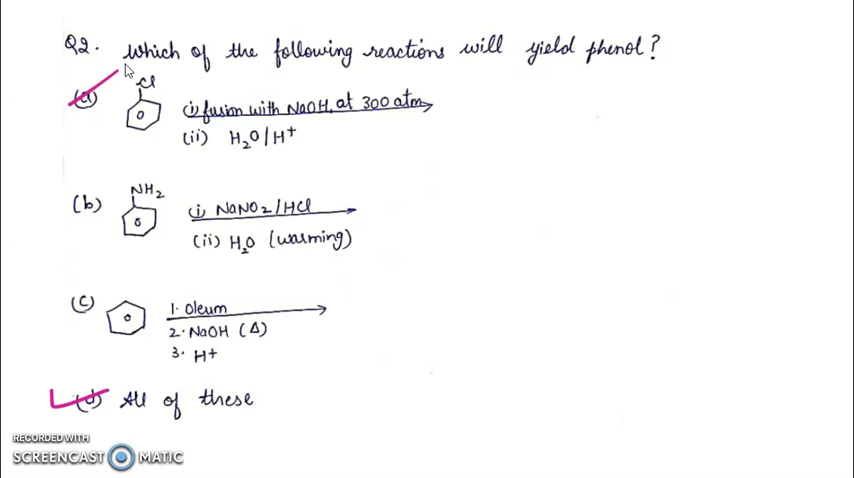 Q2. Which of the following reactions will yield phenol?
(a) Cl (i) fusion with NaOH, at 300 atm
(ii) H2O/H+
(b) NH2 (i) NaNO2/HCl
(ii) H2O (warming)
(c) 1. Oleum
2. NaOH (Δ)
3. H+
(d) All of these
RECORDED WITH
SCREENCAST MATIC